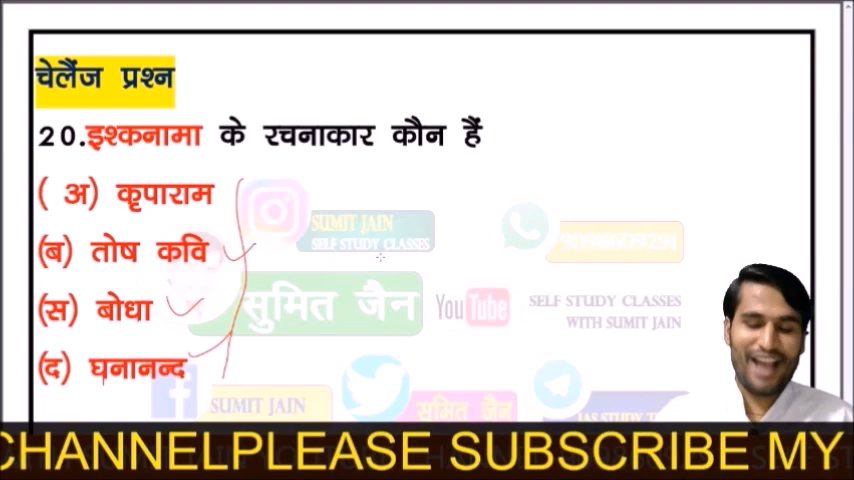 चेलैंज प्रश्न
20.इश्कनामा के रचनाकार कौन हैं
( अ) कृपाराम
(ब) तोष कवि
(स) बोधा
(द) घनानन्द
SUMIT JAIN
SELF STUDY CLASSES
सुमित जैन
YouTube
SELF STUDY CLASSES
WITH SUMIT JAIN
SUMIT JAIN
सुमित जैन
CHANNELPLEASE SUBSCRIBE MY